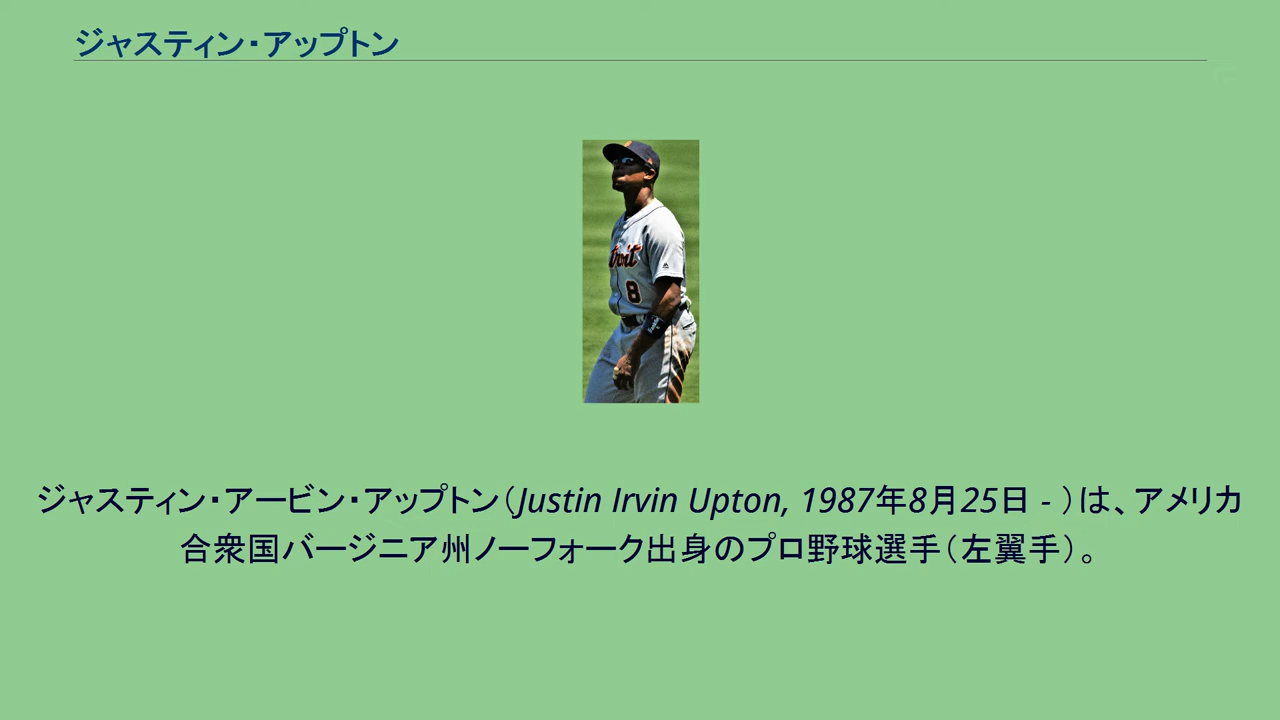 ジャスティン・アップトン
troit
8
ジャスティン・アービン・アップトン（Justin Irvin Upton, 1987年8月25日 - ）は、アメリカ
合衆国バージニア州ノーフォーク出身のプロ野球選手（左翼手）。